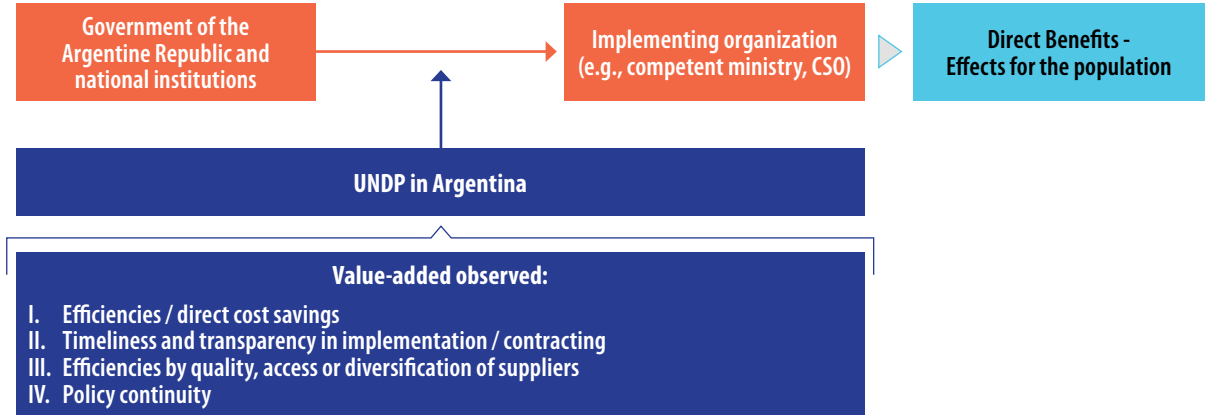 Government of the
Argentine Republic and
national institutions
Implementing organization
(e.g., competent ministry, CSO)
Direct Benefits -
Effects for the population
UNDP in Argentina
Value-added observed:
I. Efficiencies / direct cost savings
II. Timeliness and transparency in implementation / contracting
III. Efficiencies by quality, access or diversification of suppliers
IV. Policy continuity